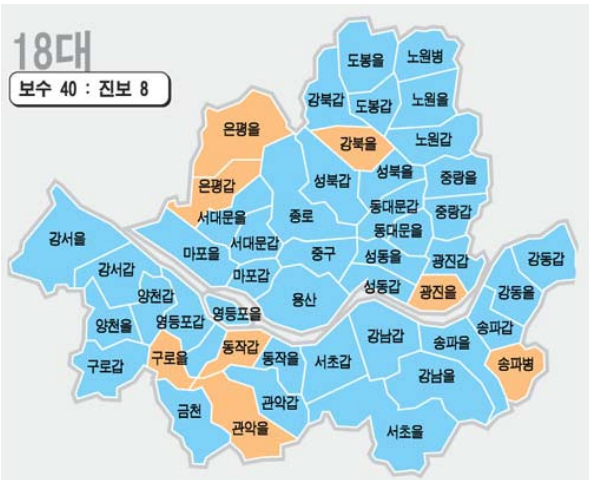 18대
보수 40 : 진보 8
도봉을
노원병
강북갑
도봉갑
노원을
은평을
강북을
노원갑
은평갑
성북갑
성북을
중랑을
서대문을
종로
동대문갑
중랑갑
강서을
마포을
서대문갑
중구
동대문을
강서갑
마포갑
성동을
광진갑
강동갑
양천갑
용산
성동갑
광진을
강동을
양천을
영등포갑
영등포을
강남갑
송파을
송파갑
구로갑
구로을
동작갑
동작을
서초갑
강남을
송파병
금천
관악을
관악갑
서초을